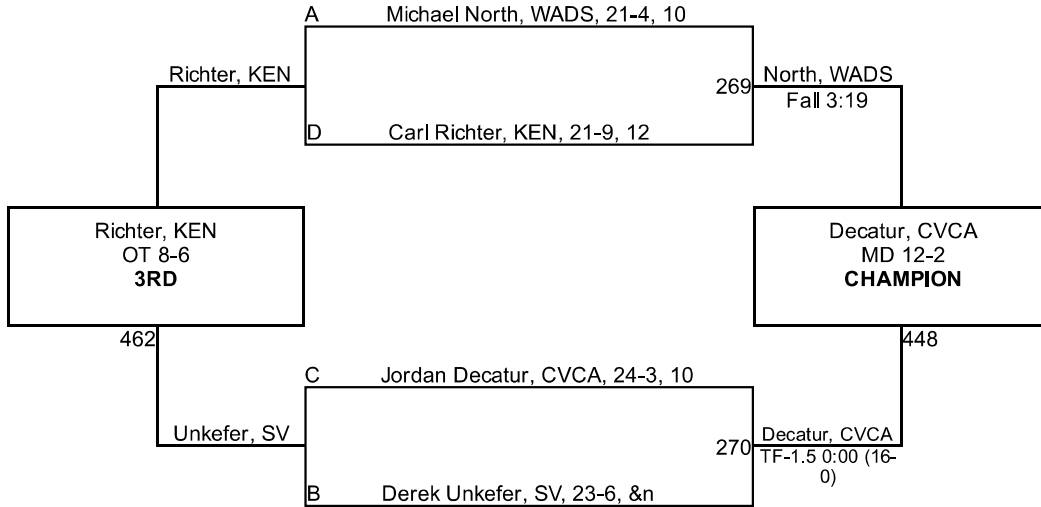 A Michael North, WADS, 21-4, 10
Richter, KEN
269 North, WADS
Fall 3:19
D Carl Richter, KEN, 21-9, 12
Richter, KEN
OT 8-6
3RD
Decatur, CVCA
MD 12-2
CHAMPION
462
448
C Jordan Decatur, CVCA, 24-3, 10
Unkefer, SV
270 Decatur, CVCA
TF-1.5 0:00 (16-
0)
B Derek Unkefer, SV, 23-6, &n